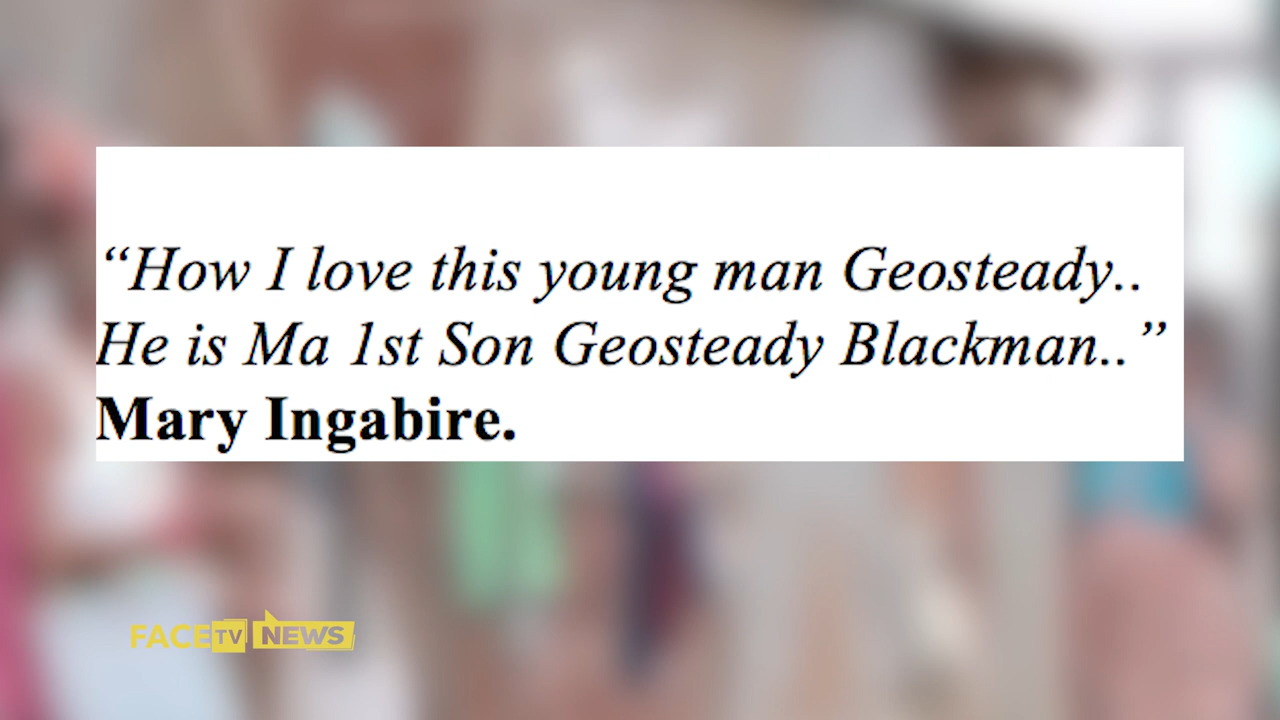 “How I love this young man Geosteady..
He is Ma 1st Son Geosteady Blackman..”
Mary Ingabire.
FACE TV NEWS